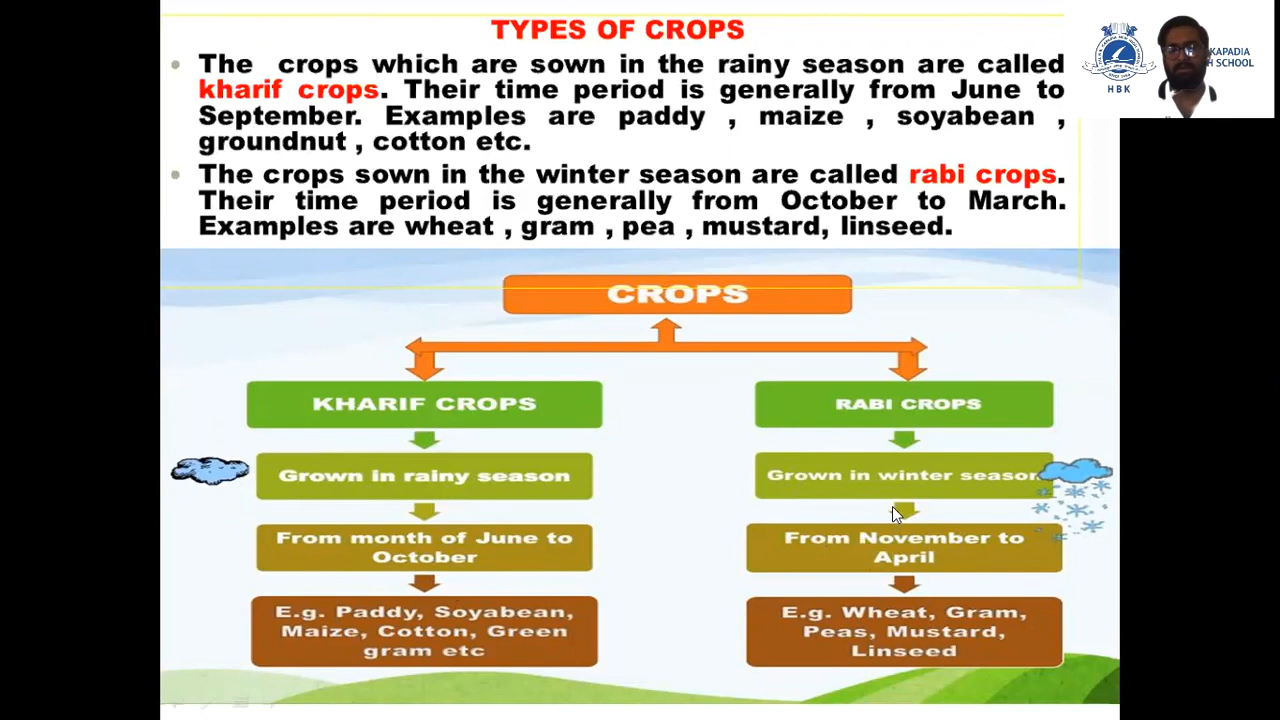 TYPES OF CROPS
The crops which are sown in the rainy season are called
kharif crops. Their time period is generally from June to
September. Examples are paddy , maize , soyabean ,
groundnut , cotton etc.
The crops sown in the winter season are called rabi crops.
Their time period is generally from October to March.
Examples are wheat , gram , pea , mustard, linseed.
KAPADIA
H SCHOOL
HBK
CROPS
KHARIF CROPS
RABI CROPS
Grown in rainy season
Grown in winter season
From month of June to
October
From November to
April
E.g. Paddy, Soyabean,
Maize, Cotton, Green
gram etc
E.g. Wheat, Gram,
Peas, Mustard,
Linseed